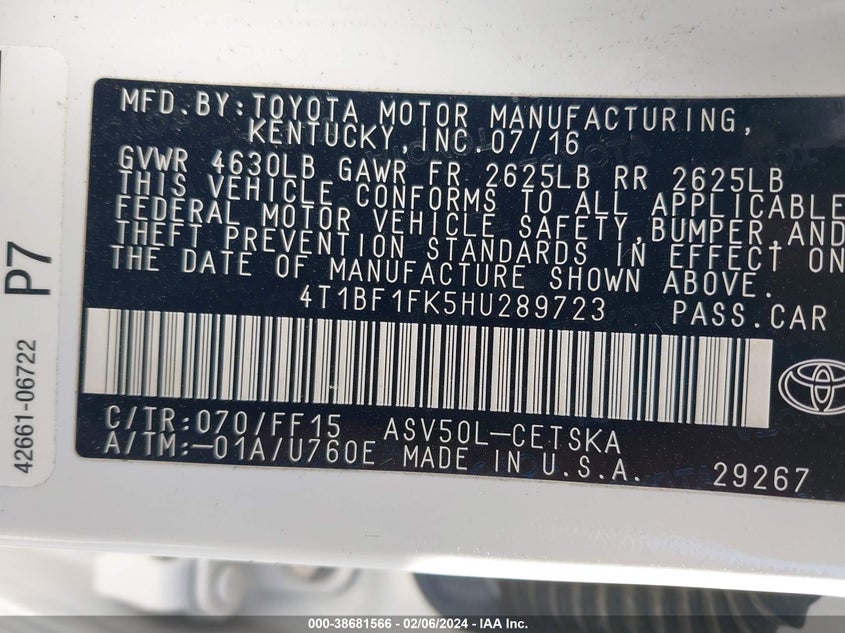 MFD.BY:TOYOTA MOTOR MANUFACTURING,
KENTUCKY,INC.07/16
GVWR 4630LB GAWR FR 2625LB RR 2625LB
THIS VEHICLE CONFORMS TO ALL APPLICABLE
FEDERAL MOTOR VEHICLE SAFETY,BUMPER,AND
THEFT PREVENTION STANDARDS IN EFFECT ON
THE DATE OF MANUFACTURE SHOWN ABOVE.
4T1BF1FK5HU289723 PASS.CAR
C/TR:070/FF15 ASV50L-CETSKA
A/TM:-01A/U760E MADE IN U.S.A. 29267
P7
42661-06722
000-38681566 - 02/06/2024 - IAA Inc.